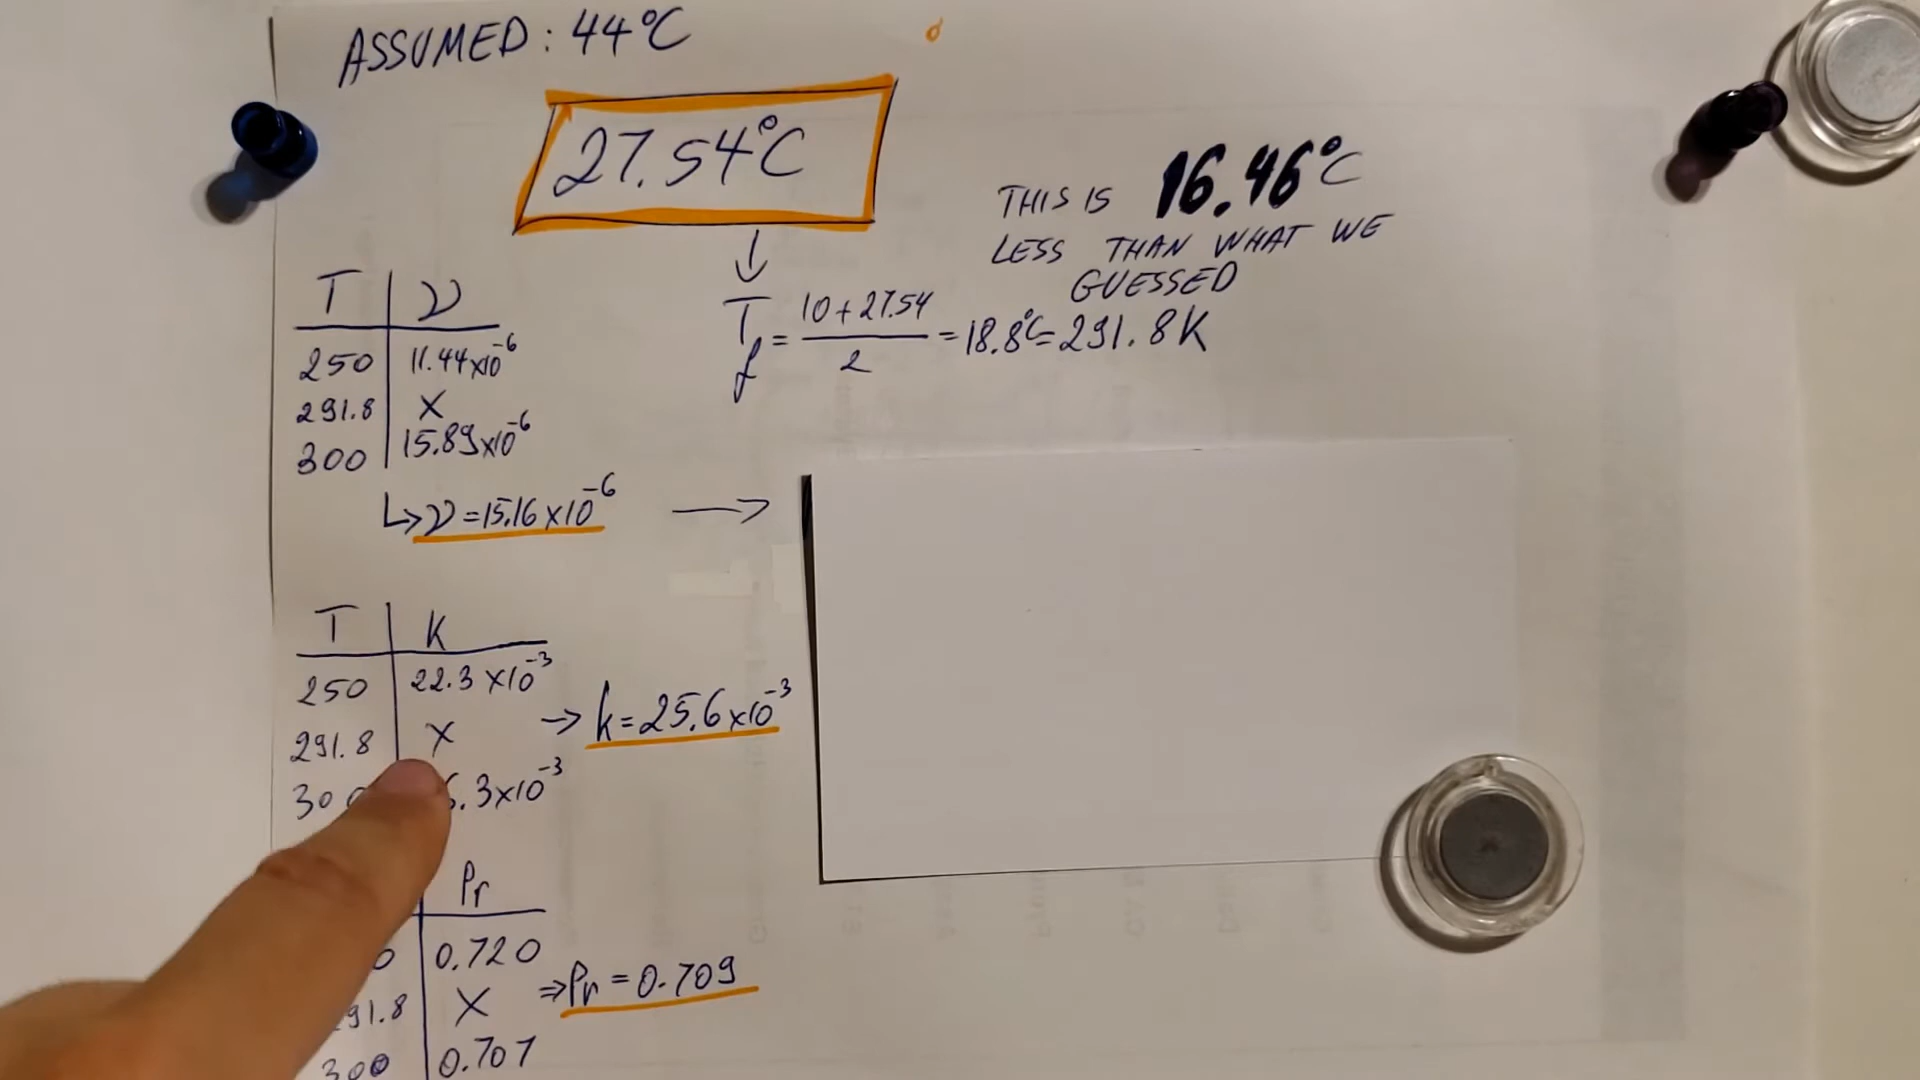 ASSUMED: 44°C
27.54°C
THIS IS 16.46°C
LESS THAN WHAT WE
GUESSED
Tf = (10+27.54)/2 = 18.8°C = 291.8K
T ν
250 11.44×10⁻⁶
291.8 X
300 15.89×10⁻⁶
↳ν=15.16×10⁻⁶ →
T K
250 22.3×10⁻³
291.8 X → k=25.6×10⁻³
.3×10⁻³
Pr
0 0.720
91.8 X ⇒ Pr = 0.709
300 0.707